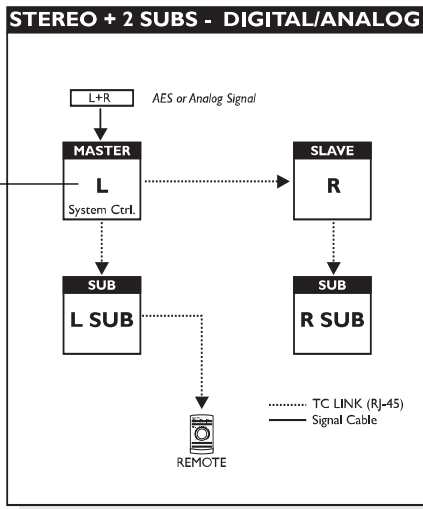 STEREO + 2 SUBS - DIGITAL/ANALOG
L+R
AES or Analog Signal
MASTER
L
System Ctrl.
SLAVE
R
SUB
L SUB
SUB
R SUB
TC LINK (RJ-45)
Signal Cable
REMOTE